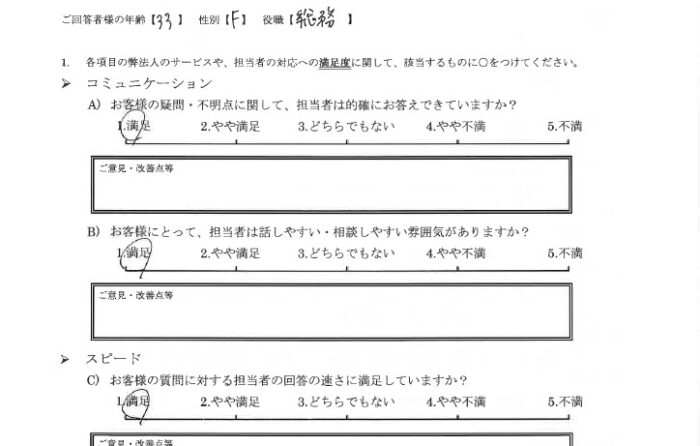 ご回答者様の年齢【33】 性別【F】 役職【総務】
1. 各項目の弊法人のサービスや、担当者の対応への満足度に関して、該当するものに○をつけてください。
➤ コミュニケーション
A) お客様の疑問・不明点に関して、担当者は的確にお答えできていますか？
1.満足 2.やや満足 3.どちらでもない 4.やや不満 5.不満
ご意見・改善点等
B) お客様にとって、担当者は話しやすい・相談しやすい雰囲気がありますか？
1.満足 2.やや満足 3.どちらでもない 4.やや不満 5.不満
ご意見・改善点等
➤ スピード
C) お客様の質問に対する担当者の回答の速さに満足していますか？
1.満足 2.やや満足 3.どちらでもない 4.やや不満 5.不満
ご意見・改善点等